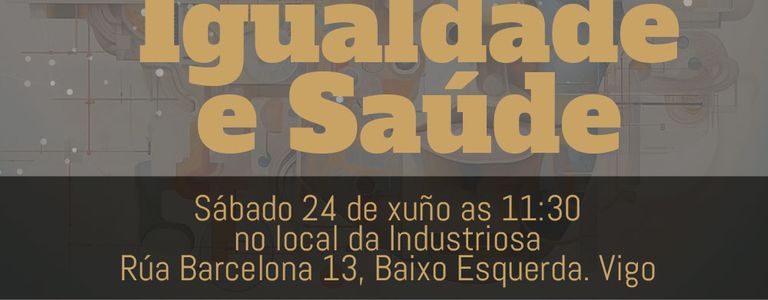 Igualdade
e Saúde
Sábado 24 de xuño as 11:30
no local da Industriosa
Rúa Barcelona 13, Baixo Esquerda. Vigo